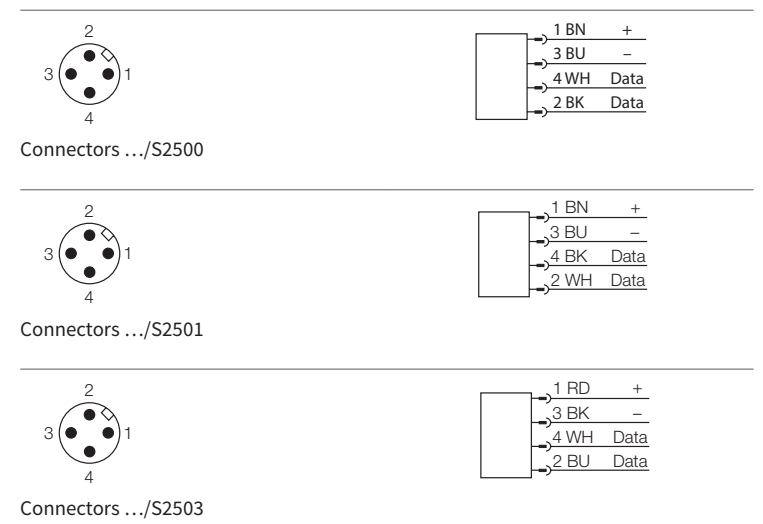 2
3
1
4
1 BN +
3 BU –
4 WH Data
2 BK Data
Connectors …/S2500
2
3
1
4
1 BN +
3 BU –
4 BK Data
2 WH Data
Connectors …/S2501
2
3
1
4
1 RD +
3 BK –
4 WH Data
2 BU Data
Connectors …/S2503